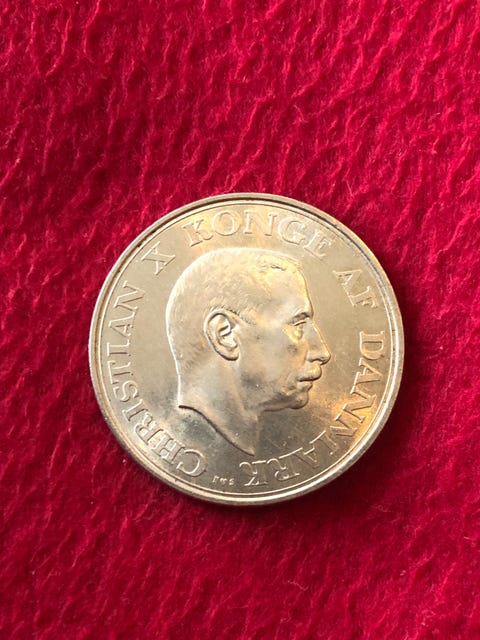 CHRISTIAN X KONGE AF DANMARK